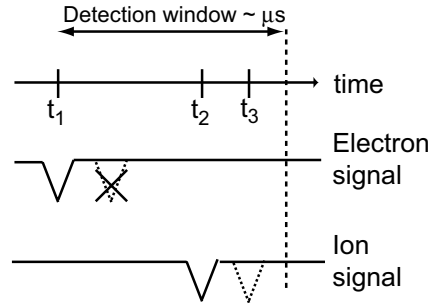 Detection window ~ μs
time
t1 t2 t3
Electron
signal
Ion
signal